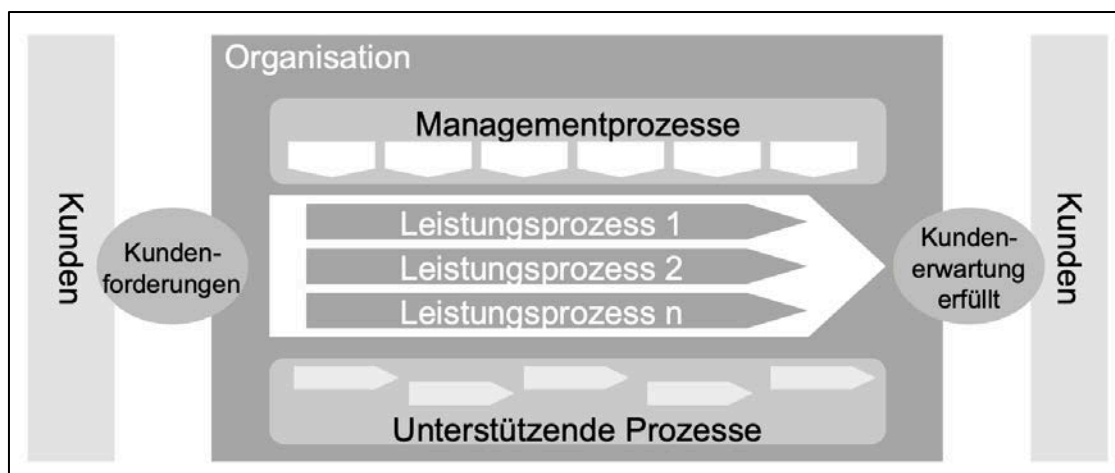 Organisation
Managementprozesse
Kunden
Kunden-
forderungen
Leistungsprozess 1
Leistungsprozess 2
Leistungsprozess n
Kunden-
erwartung
erfüllt
Kunden
Unterstützende Prozesse